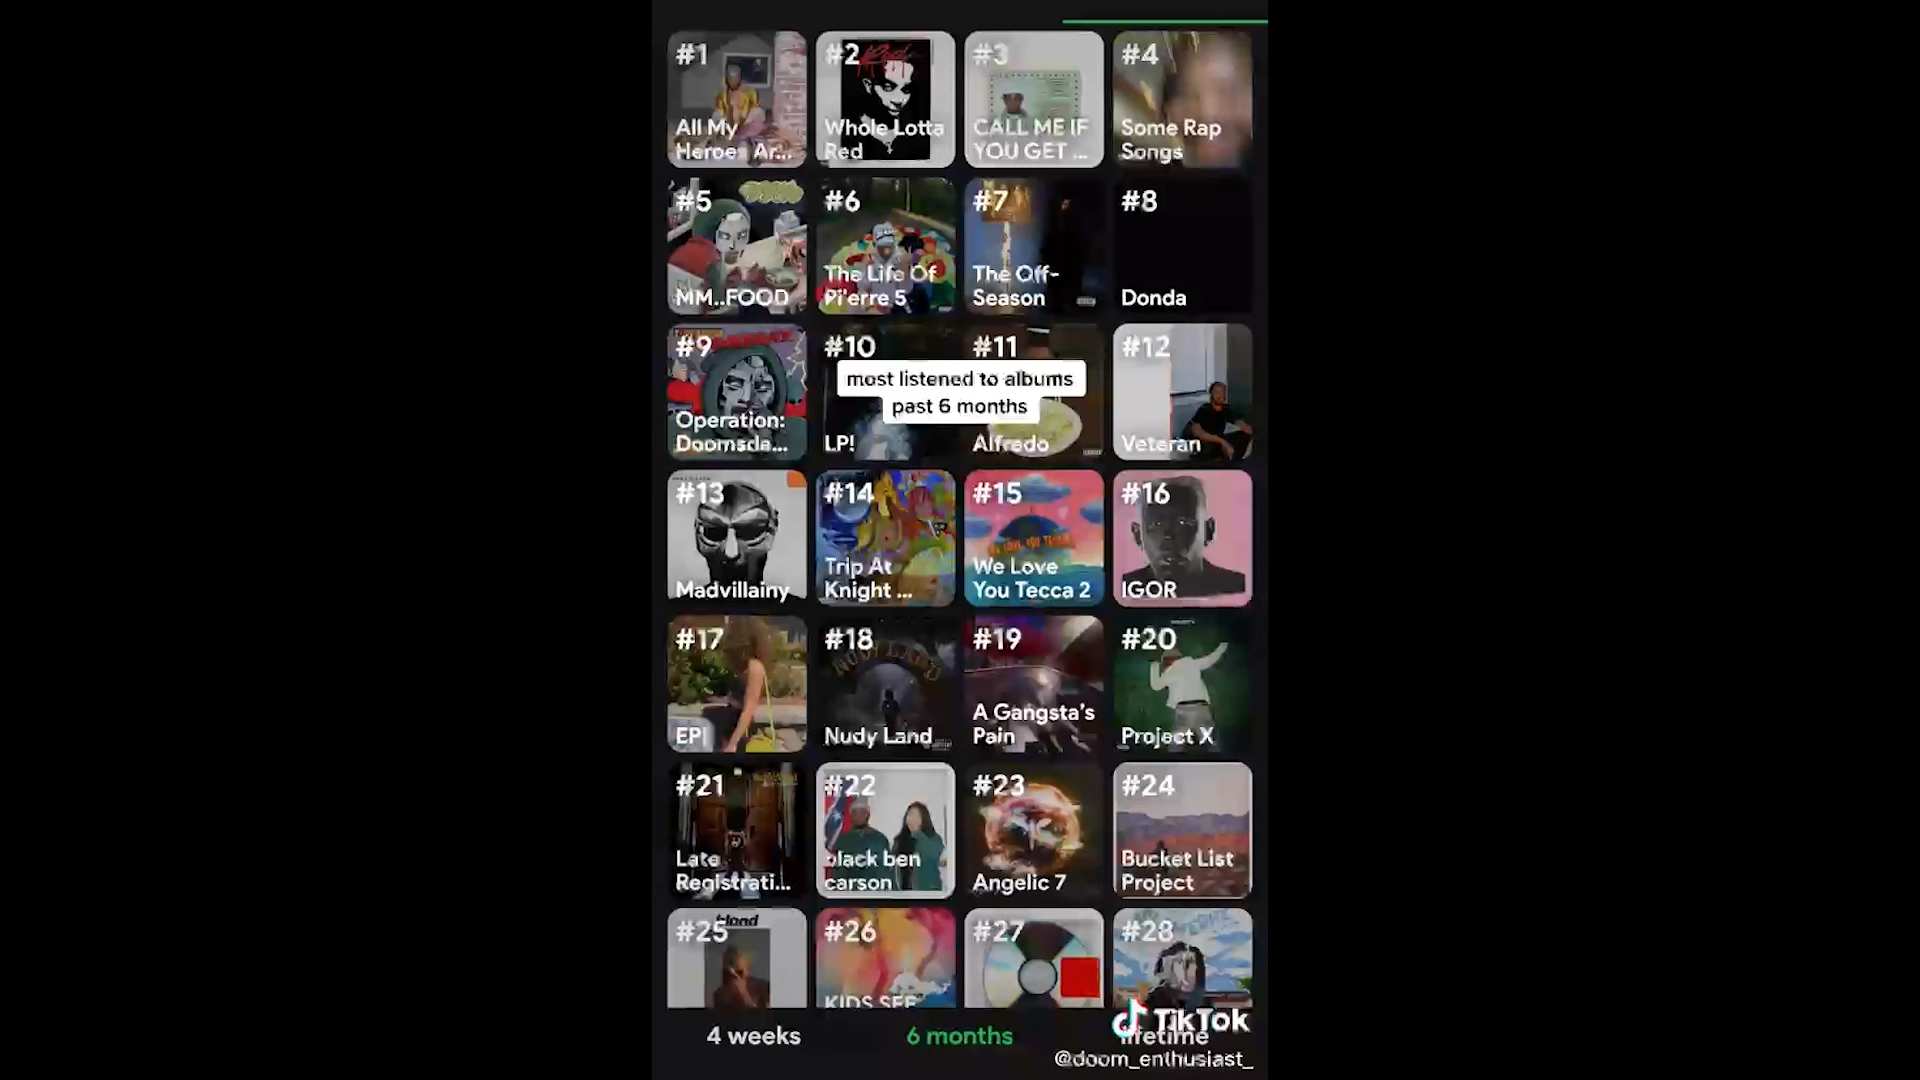 #1
All My
Heroes Ar...
#2
Whole Lotta
Red
#3
CALL ME IF
YOU GET ...
#4
Some Rap
Songs
#5
MM..FOOD
#6
The Life Of
Pi'erre 5
#7
The Off-
Season
#8
Donda
#9
Operation:
Doomsda...
#10
LP!
#11
Alfredo
most listened to albums
past 6 months
#12
Veteran
#13
Madvillainy
#14
Trip At
Knight ...
#15
We Love
You Tecca 2
#16
IGOR
#17
EP!
#18
NUDY LAND
Nudy Land
#19
A Gangsta's
Pain
#20
Project X
#21
Late
Registrati...
#22
black ben
carson
#23
Angelic 7
#24
Bucket List
Project
#25
blond
#26
KIDS SEE
#27
#28
4 weeks
6 months
lifetime
TikTok
@doom_enthusiast_